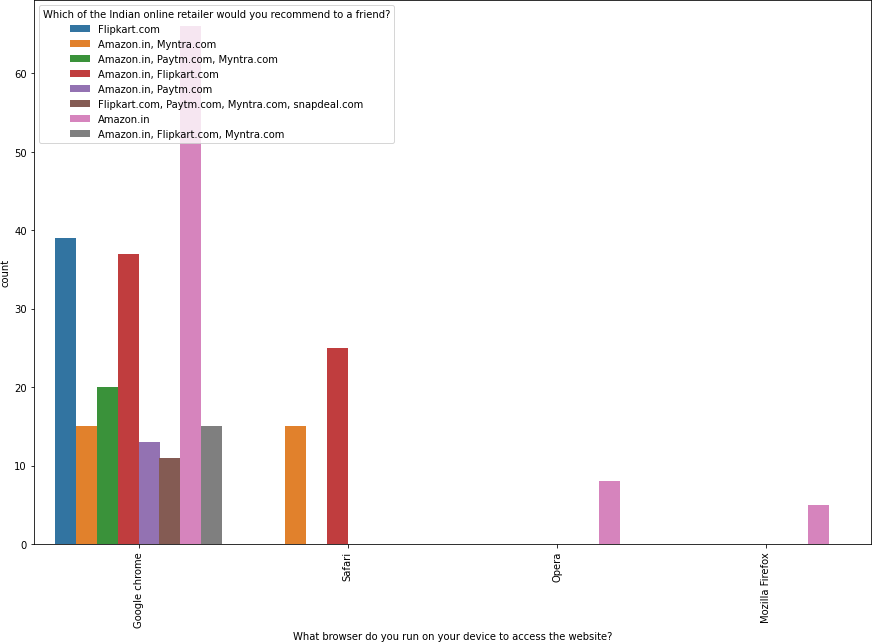 Which of the Indian online retailer would you recommend to a friend?
Flipkart.com
Amazon.in, Myntra.com
Amazon.in, Paytm.com, Myntra.com
Amazon.in, Flipkart.com
Amazon.in, Paytm.com
Flipkart.com, Paytm.com, Myntra.com, snapdeal.com
Amazon.in
Amazon.in, Flipkart.com, Myntra.com
60
50
40
30
20
10
0
count
Google chrome
Safari
Opera
Mozilla Firefox
What browser do you run on your device to access the website?